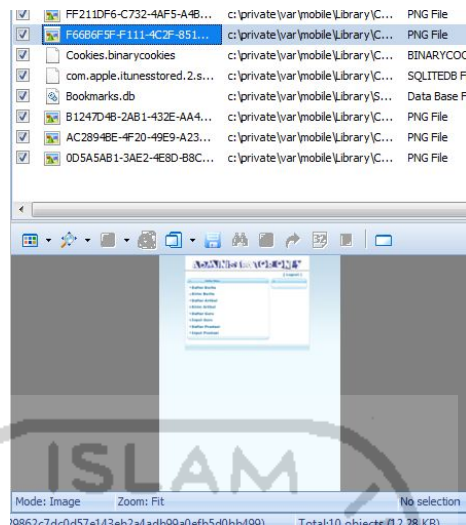 FF211DF6-C732-4AF5-A4B... c:\private\var\mobile\Library\C... PNG File
F66B6F5F-F111-4C2F-851... c:\private\var\mobile\Library\C... PNG File
Cookies.binarycookies c:\private\var\mobile\Library\C... BINARYCOO
com.apple.itunesstored.2.s... c:\private\var\mobile\Library\C... SQLITEDB F
Bookmarks.db c:\private\var\mobile\Library\S... Data Base F
B1247D4B-2AB1-432E-AA4... c:\private\var\mobile\Library\C... PNG File
AC2894BE-4F20-49E9-A23... c:\private\var\mobile\Library\C... PNG File
0D5A5AB1-3AE2-4E8D-B8C... c:\private\var\mobile\Library\C... PNG File
32
ISLAM
Mode: Image Zoom: Fit No selection
Total:10 objects (12,28 KB)